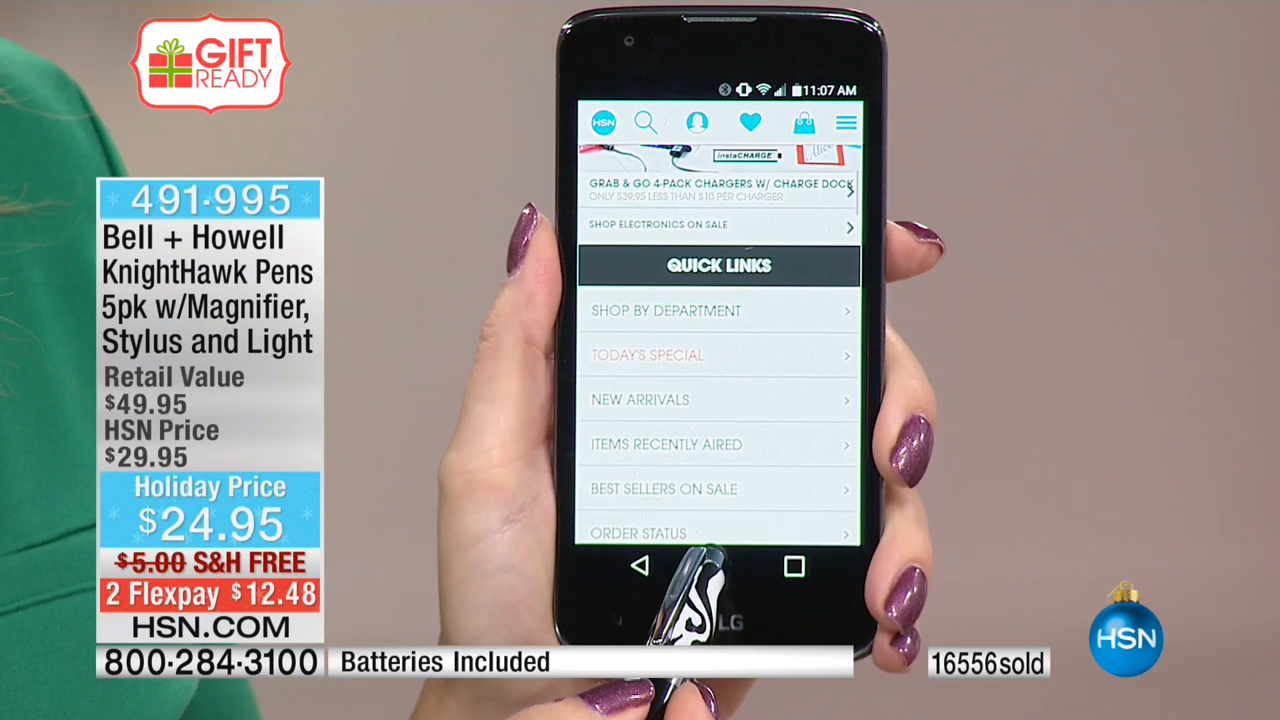 GIFT
READY
491-995
Bell + Howell
KnightHawk Pens
5pk w/Magnifier,
Stylus and Light
Retail Value
$49.95
HSN Price
$29.95
Holiday Price
$24.95
$5.00 S&H FREE
2 Flexpay $12.48
HSN.COM
800·284·3100
Batteries Included
11:07 AM
HSN
instaCHARGE
Alice
GRAB & GO 4-PACK CHARGERS W/ CHARGE DOCK
ONLY $39.95 LESS THAN $10 PER CHARGER
SHOP ELECTRONICS ON SALE
QUICK LINKS
SHOP BY DEPARTMENT
TODAY'S SPECIAL
NEW ARRIVALS
ITEMS RECENTLY AIRED
BEST SELLERS ON SALE
ORDER STATUS
LG
16556 sold
HSN